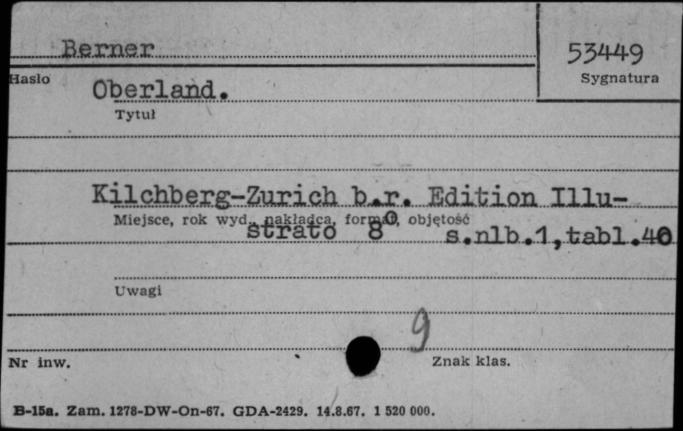 Berner
53449
Hasło
Sygnatura
Oberland.
Tytuł
Kilchberg-Zurich b.r. Edition Illu-
Miejsce, rok wyd., nakładca, format, objętość
strato 8° s.nlb.1,tabl.40
Uwagi
9
Nr inw.
Znak klas.
B-15a. Zam. 1278-DW-On-67. GDA-2429. 14.8.67. 1 520 000.